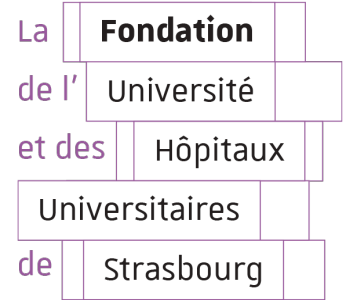 La Fondation
de l' Université
et des Hôpitaux
Universitaires
de Strasbourg